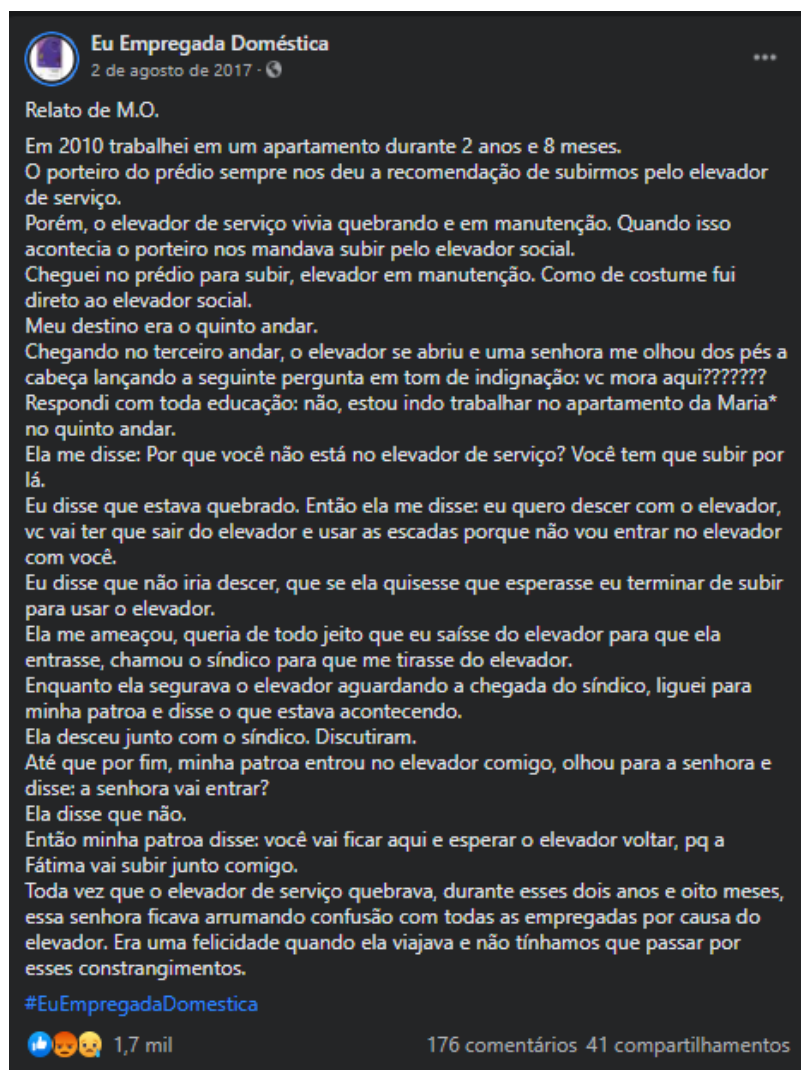 Eu Empregada Doméstica
2 de agosto de 2017 ·
Relato de M.O.
Em 2010 trabalhei em um apartamento durante 2 anos e 8 meses.
O porteiro do prédio sempre nos deu a recomendação de subirmos pelo elevador
de serviço.
Porém, o elevador de serviço vivia quebrando e em manutenção. Quando isso
acontecia o porteiro nos mandava subir pelo elevador social.
Cheguei no prédio para subir, elevador em manutenção. Como de costume fui
direto ao elevador social.
Meu destino era o quinto andar.
Chegando no terceiro andar, o elevador se abriu e uma senhora me olhou dos pés a
cabeça lançando a seguinte pergunta em tom de indignação: vc mora aqui???????
Respondi com toda educação: não, estou indo trabalhar no apartamento da Maria*
no quinto andar.
Ela me disse: Por que você não está no elevador de serviço? Você tem que subir por
lá.
Eu disse que estava quebrado. Então ela me disse: eu quero descer com o elevador,
vc vai ter que sair do elevador e usar as escadas porque não vou entrar no elevador
com você.
Eu disse que não iria descer, que se ela quisesse que esperasse eu terminar de subir
para usar o elevador.
Ela me ameaçou, queria de todo jeito que eu saísse do elevador para que ela
entrasse, chamou o síndico para que me tirasse do elevador.
Enquanto ela segurava o elevador aguardando a chegada do síndico, liguei para
minha patroa e disse o que estava acontecendo.
Ela desceu junto com o síndico. Discutiram.
Até que por fim, minha patroa entrou no elevador comigo, olhou para a senhora e
disse: a senhora vai entrar?
Ela disse que não.
Então minha patroa disse: você vai ficar aqui e esperar o elevador voltar, pq a
Fátima vai subir junto comigo.
Toda vez que o elevador de serviço quebrava, durante esses dois anos e oito meses,
essa senhora ficava arrumando confusão com todas as empregadas por causa do
elevador. Era uma felicidade quando ela viajava e não tínhamos que passar por
esses constrangimentos.
#EuEmpregadaDomestica
1,7 mil 176 comentários 41 compartilhamentos